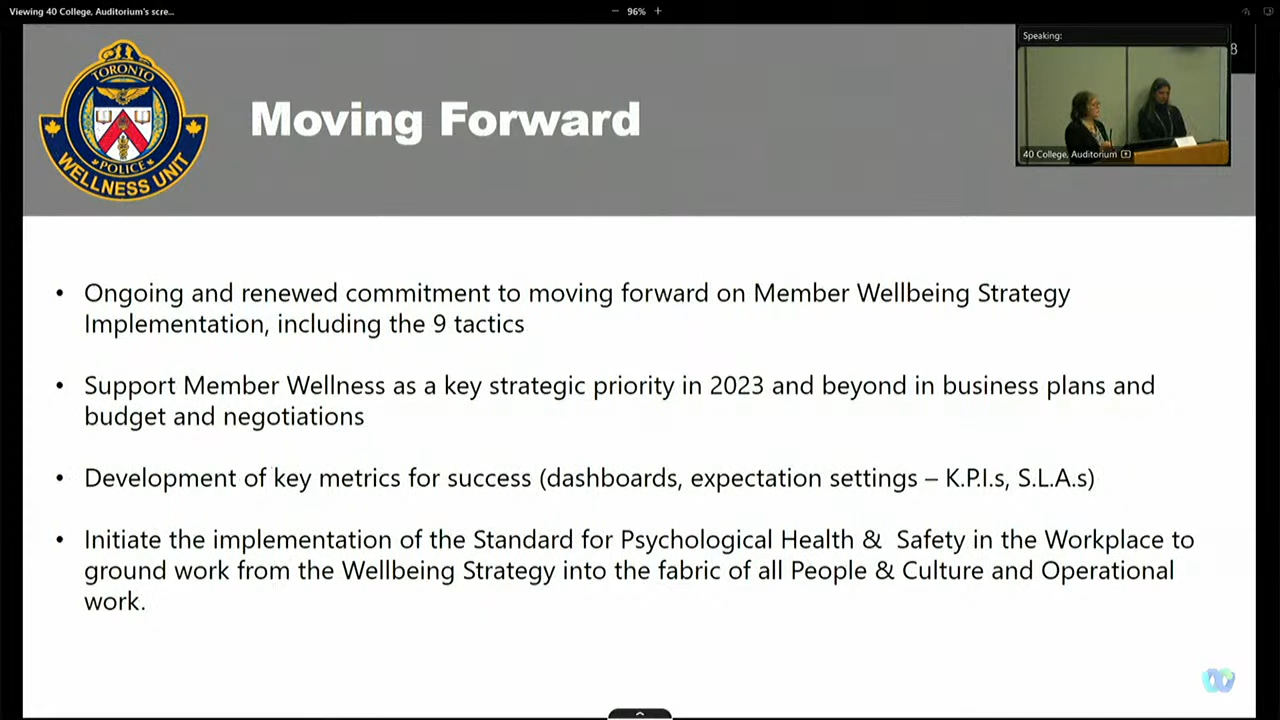 Viewing 40 College, Auditorium's scre...
96%
Speaking:
8
TORONTO
POLICE
WELLNESS UNIT
Moving Forward
40 College, Auditorium
• Ongoing and renewed commitment to moving forward on Member Wellbeing Strategy
Implementation, including the 9 tactics
• Support Member Wellness as a key strategic priority in 2023 and beyond in business plans and
budget and negotiations
• Development of key metrics for success (dashboards, expectation settings – K.P.I.s, S.L.A.s)
• Initiate the implementation of the Standard for Psychological Health &  Safety in the Workplace to
ground work from the Wellbeing Strategy into the fabric of all People & Culture and Operational
work.